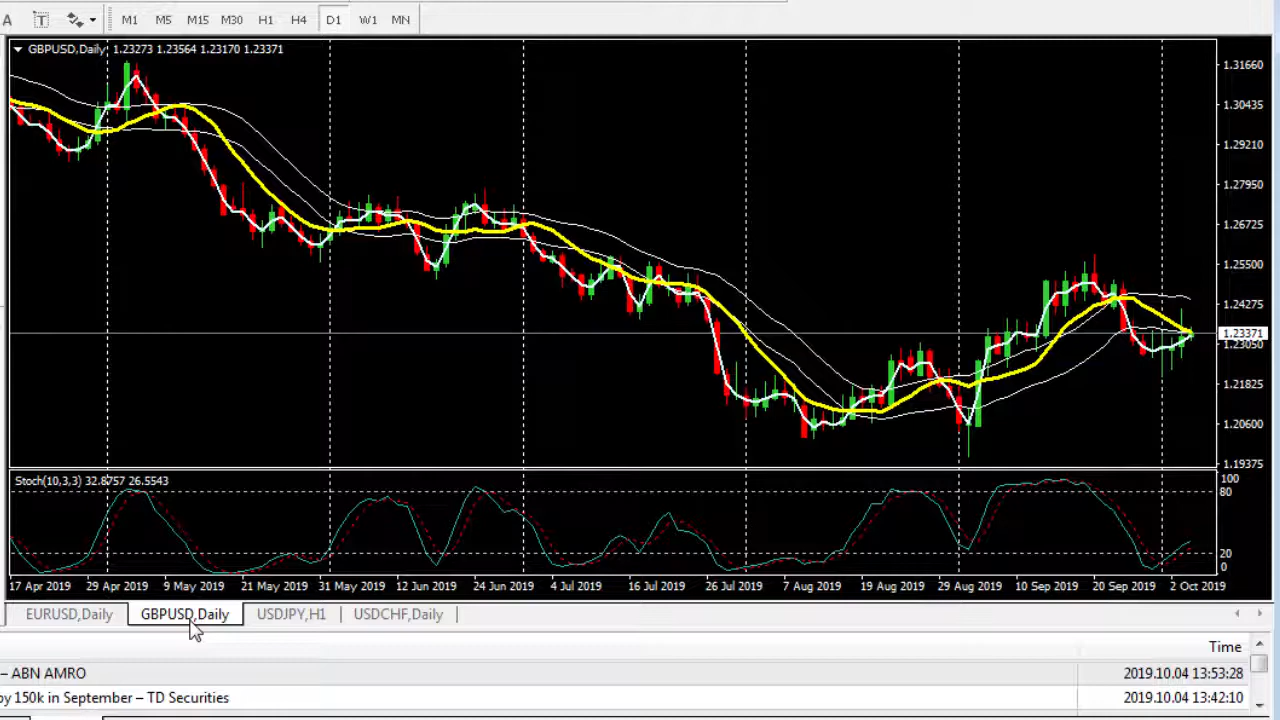 A T M1 M5 M15 M30 H1 H4 D1 W1 MN
GBPUSD,Daily 1.23273 1.23564 1.23170 1.23371
1.31660
1.30435
1.29210
1.27950
1.26725
1.25500
1.24275
1.23371
1.23050
1.21825
1.20600
1.19375
Stoch(10,3,3) 32.8757 26.5543
100
80
20
0
17 Apr 2019 29 Apr 2019 9 May 2019 21 May 2019 31 May 2019 12 Jun 2019 24 Jun 2019 4 Jul 2019 16 Jul 2019 26 Jul 2019 7 Aug 2019 19 Aug 2019 29 Aug 2019 10 Sep 2019 20 Sep 2019 2 Oct 2019
EURUSD,Daily GBPUSD,Daily USDJPY,H1 USDCHF,Daily
Time
– ABN AMRO 2019.10.04 13:53:28
by 150k in September – TD Securities 2019.10.04 13:42:10